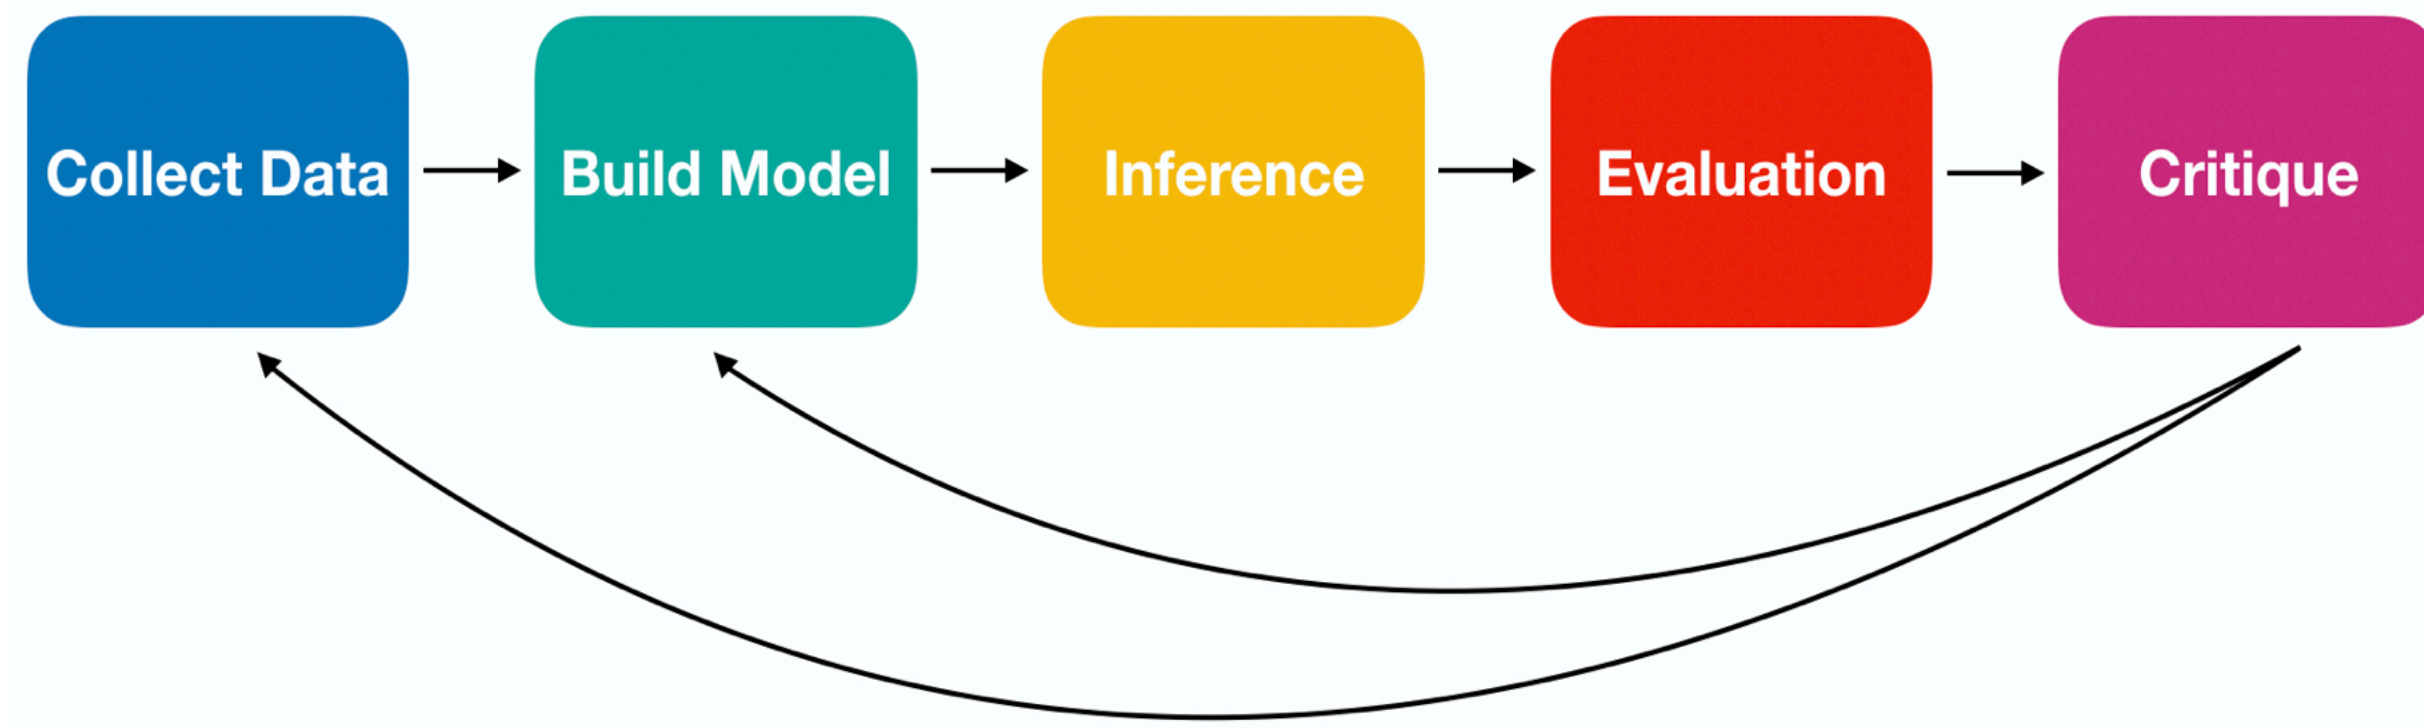 Collect Data
Build Model
Inference
Evaluation
Critique